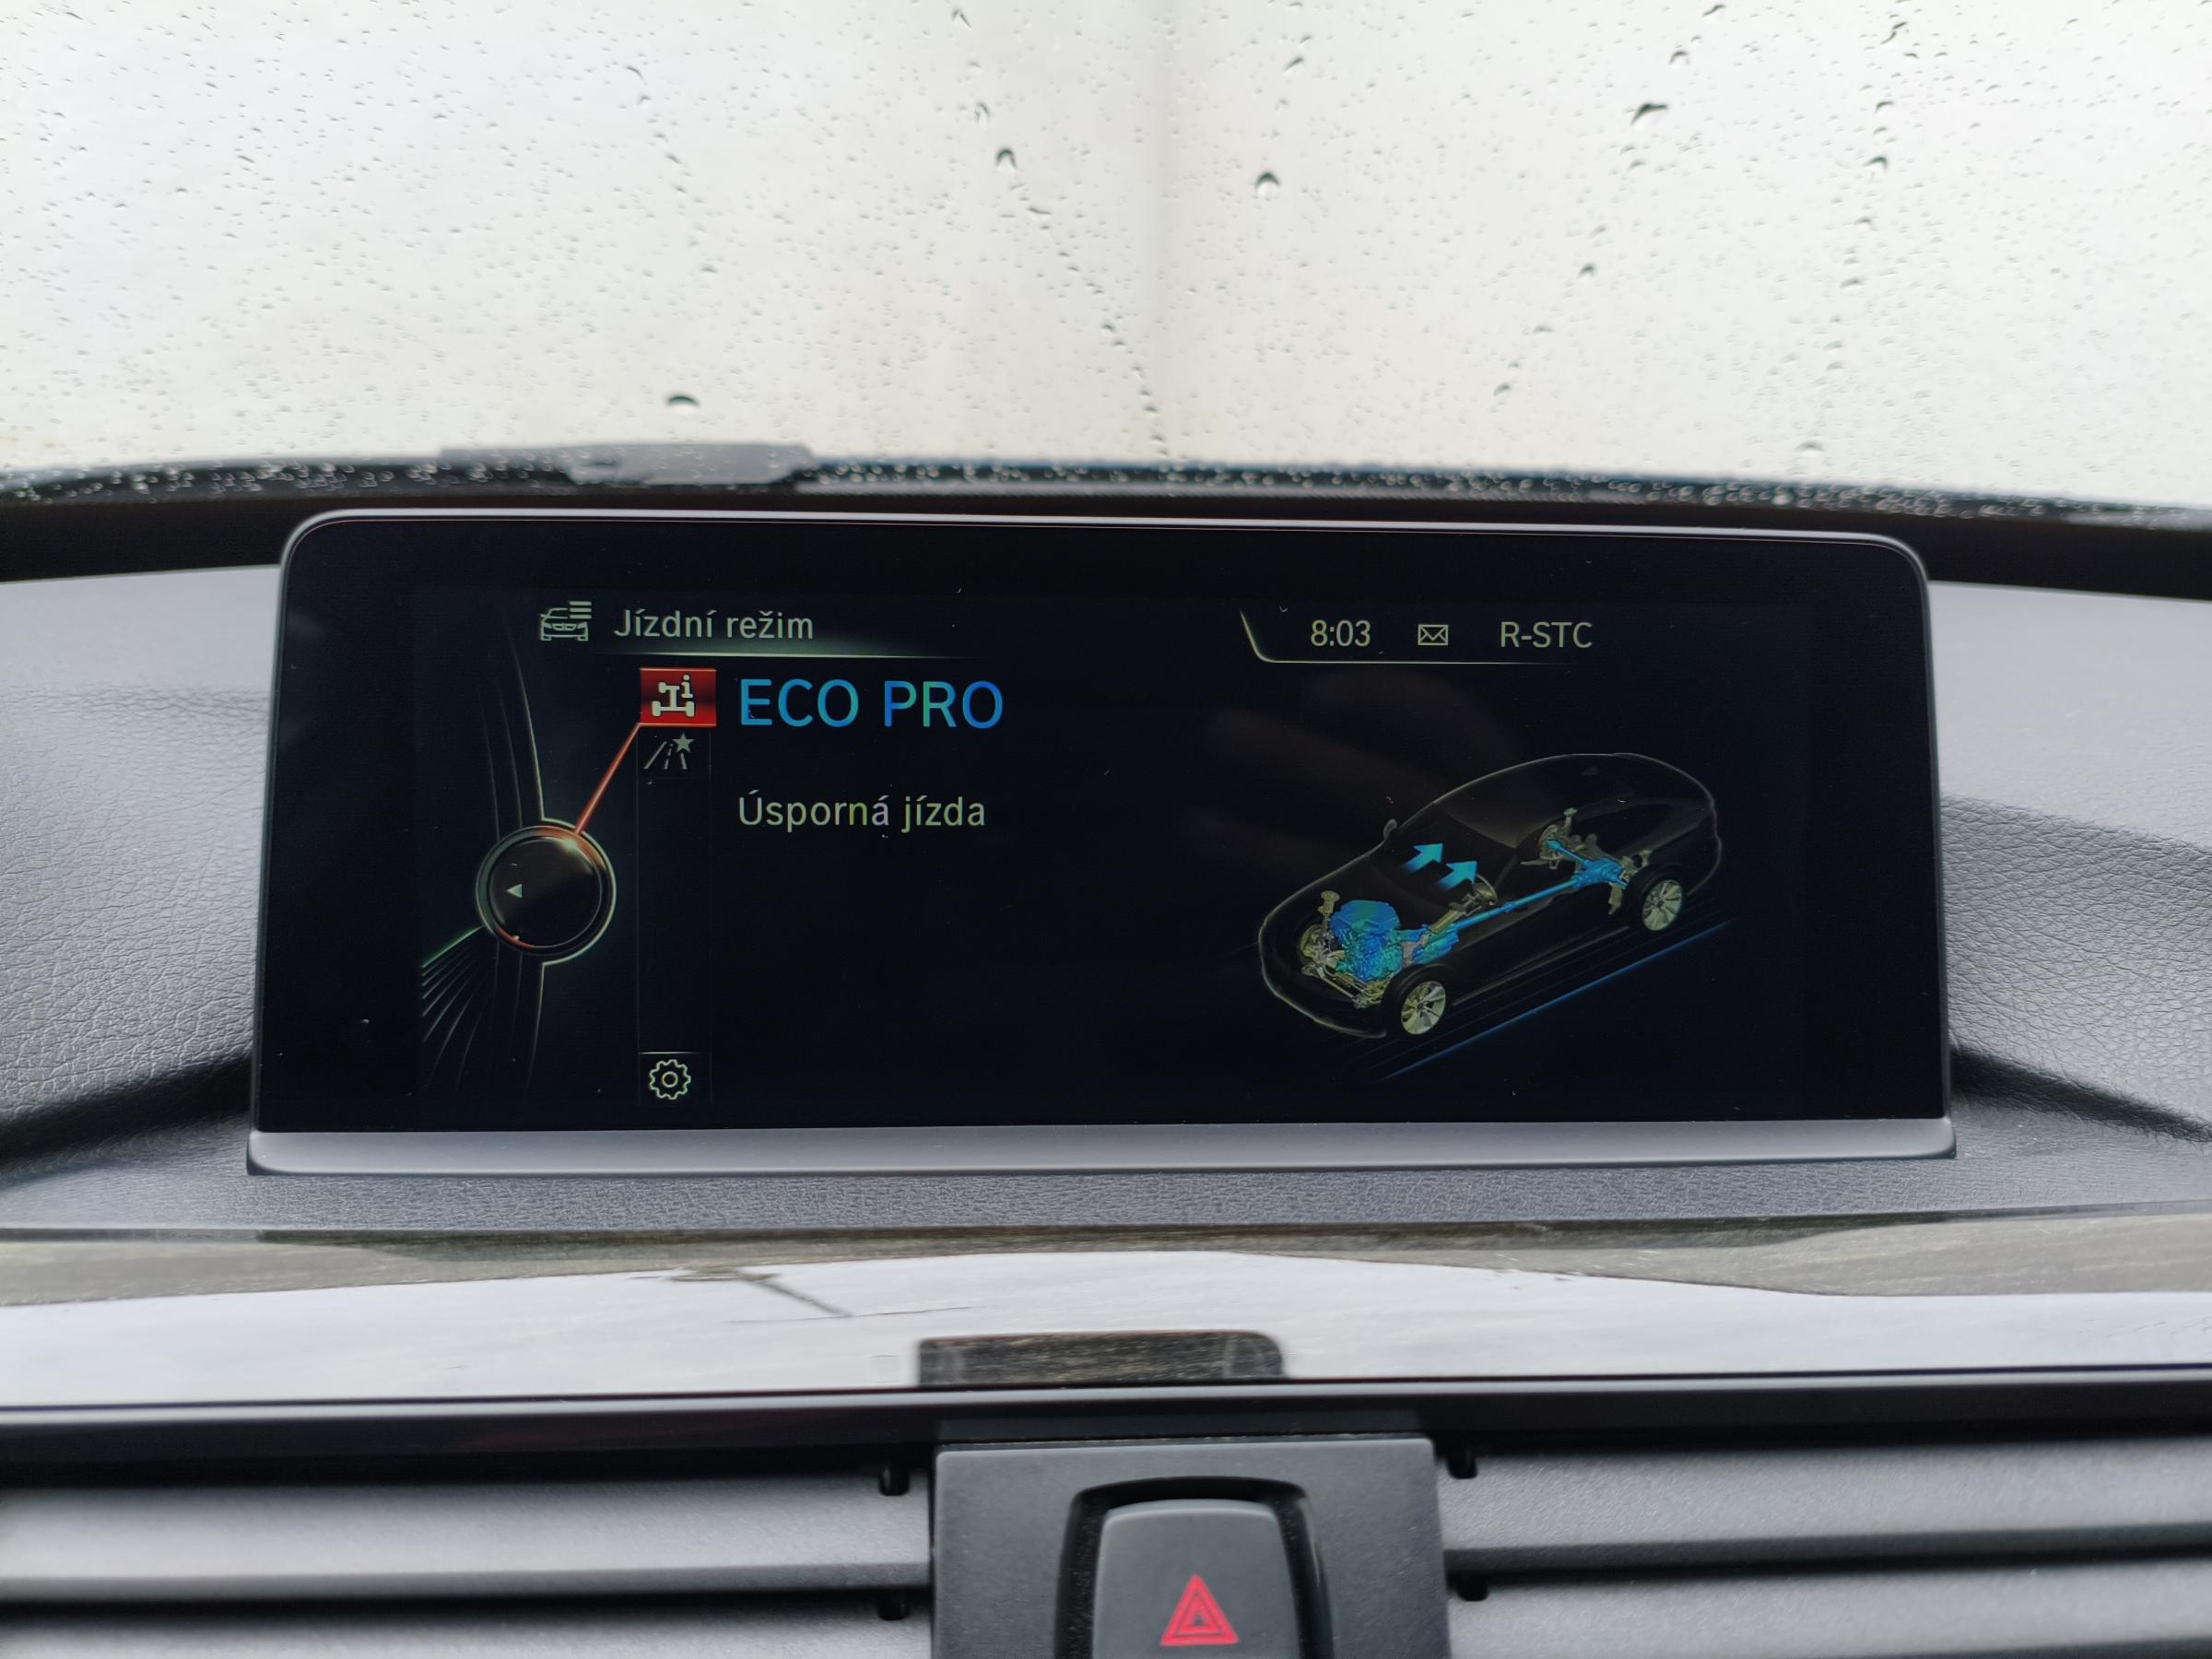 Jízdní režim
8:03 R-STC
ECO PRO
Úsporná jízda